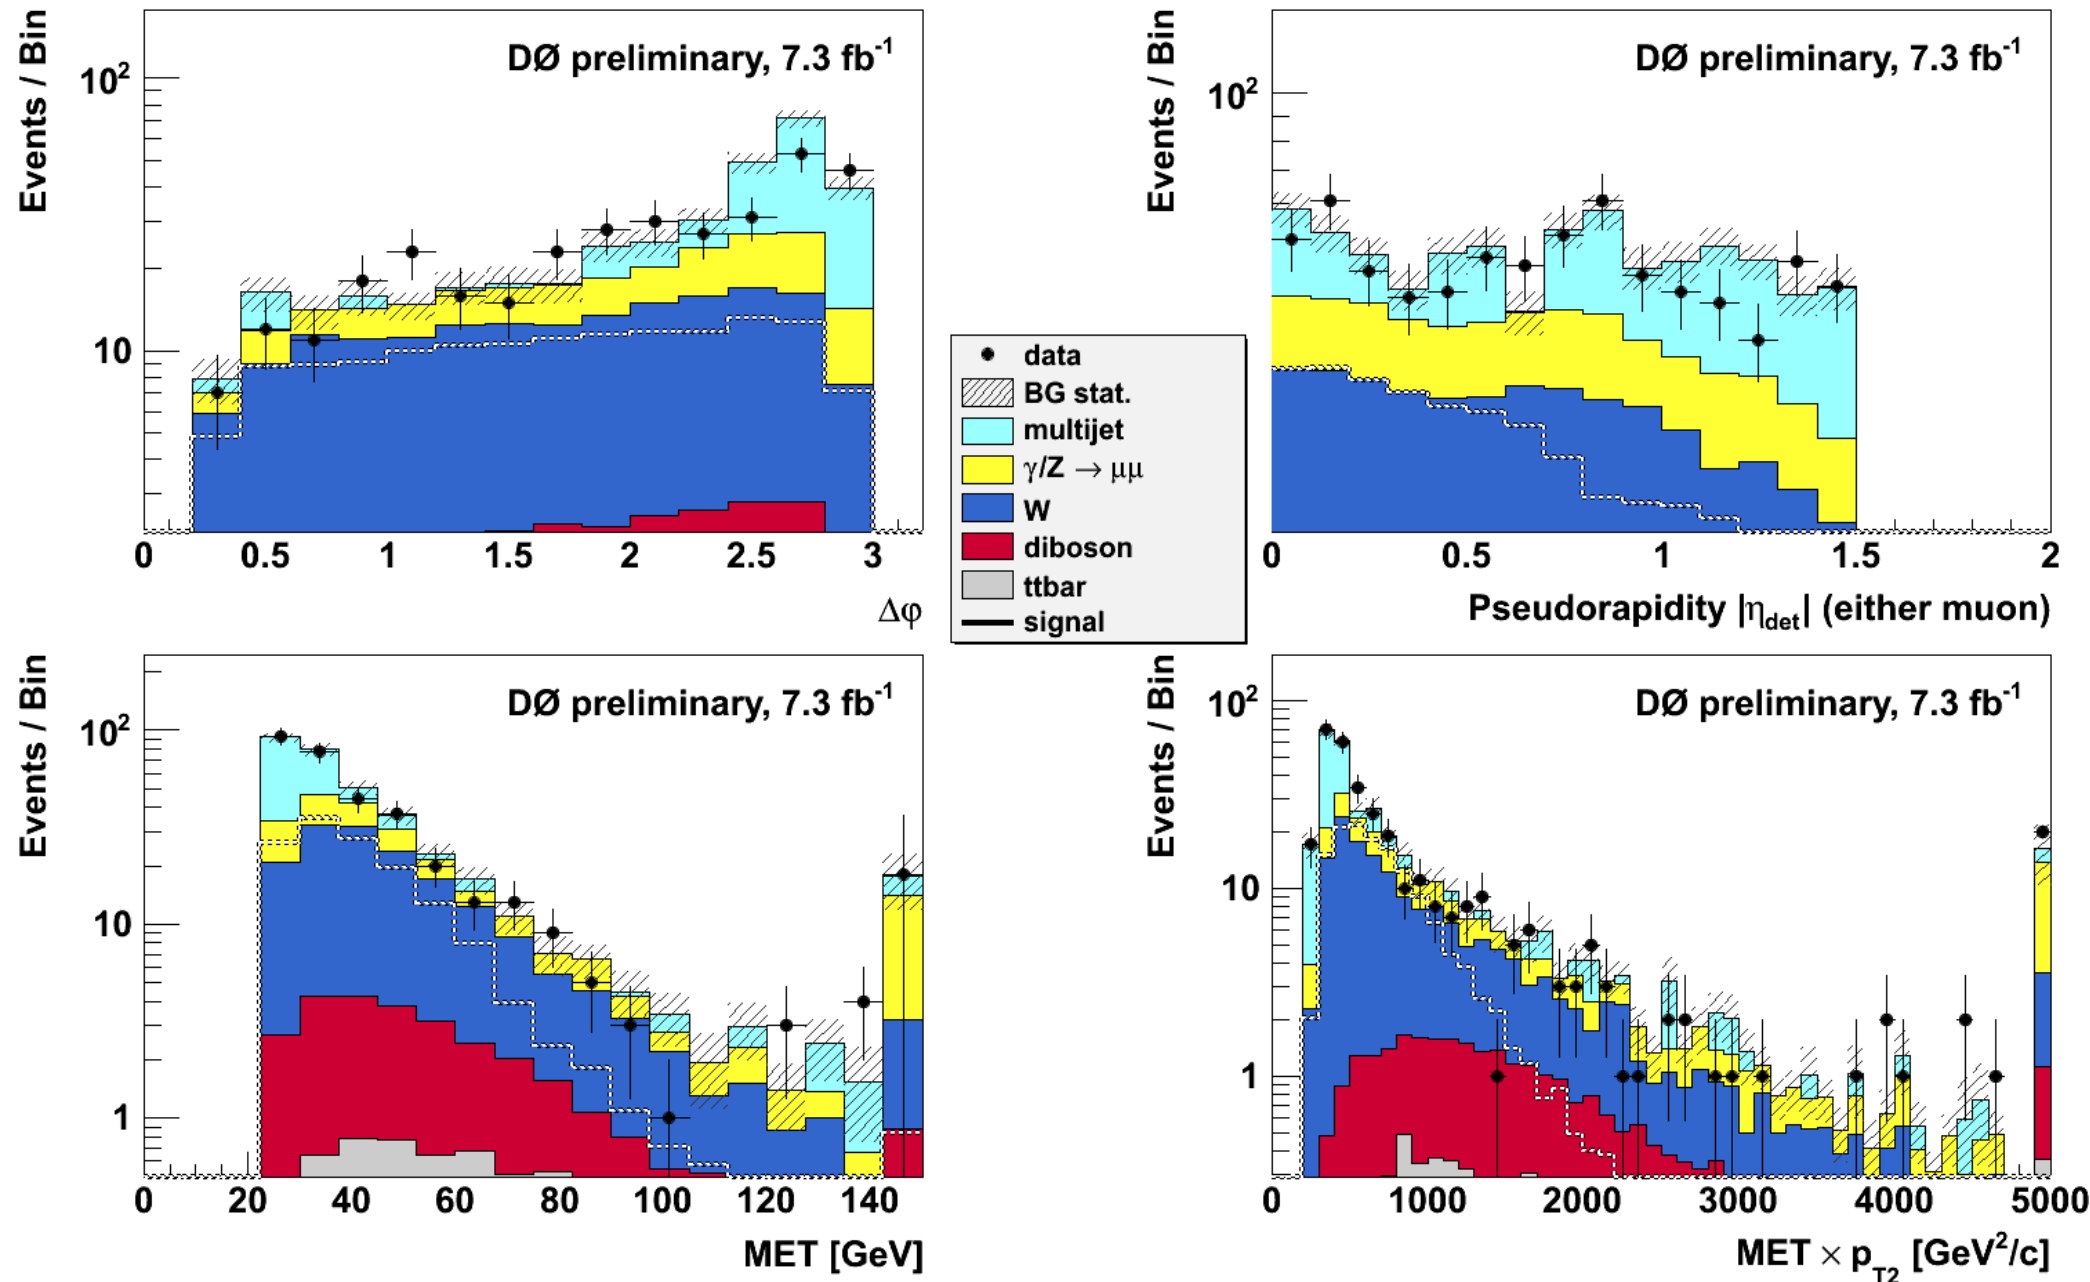 Events / Bin
DØ preliminary, 7.3 fb⁻¹
10²
10
0 0.5 1 1.5 2 2.5 3
Δφ
Events / Bin
DØ preliminary, 7.3 fb⁻¹
10²
0 0.5 1 1.5 2
Pseudorapidity |η_det| (either muon)
data
BG stat.
multijet
γ/Z → μμ
W
diboson
ttbar
signal
Events / Bin
DØ preliminary, 7.3 fb⁻¹
10²
10
1
0 20 40 60 80 100 120 140
MET [GeV]
Events / Bin
DØ preliminary, 7.3 fb⁻¹
10²
10
1
0 1000 2000 3000 4000 5000
MET × p_T2 [GeV²/c]